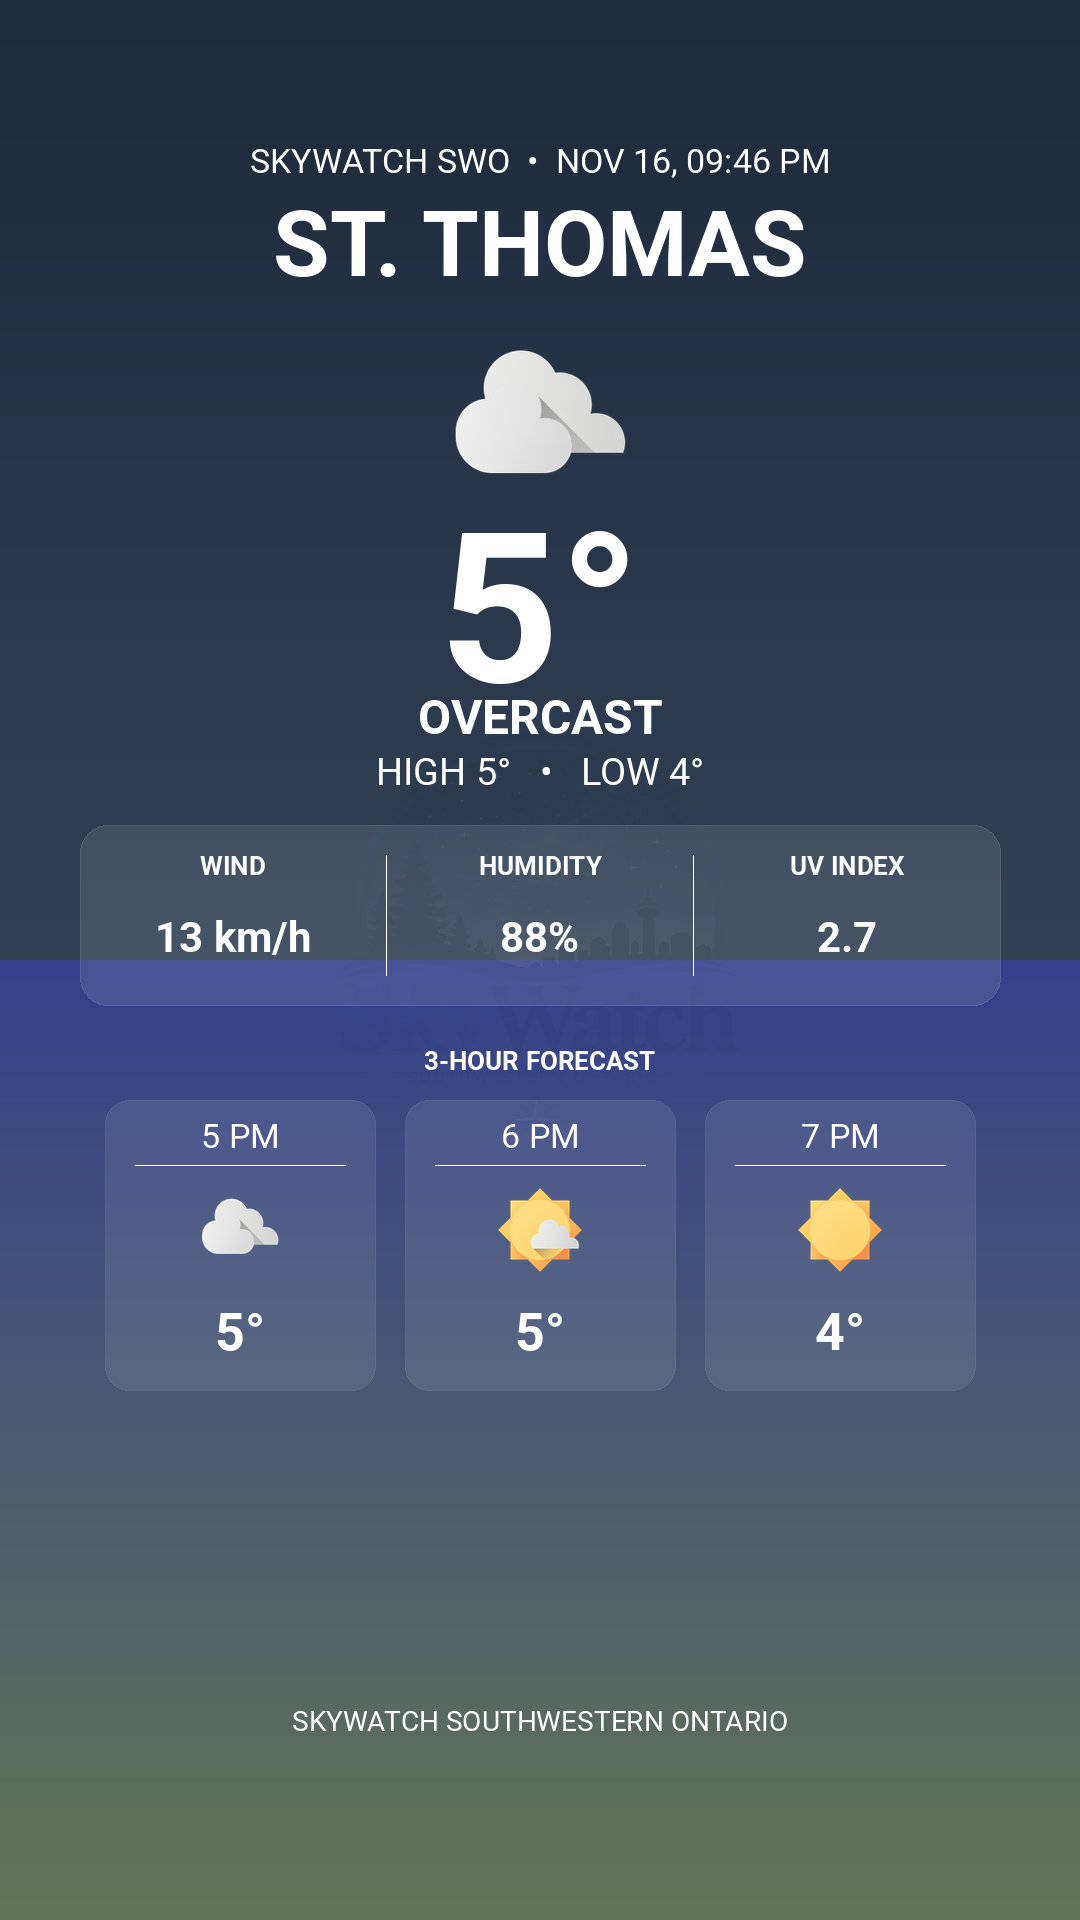 SKYWATCH SWO • NOV 16, 09:46 PM
ST. THOMAS
5°
OVERCAST
HIGH 5° • LOW 4°
WIND HUMIDITY UV INDEX
13 km/h 88% 2.7
SkyWatch
3-HOUR FORECAST
5 PM 6 PM 7 PM
5° 5° 4°
SKYWATCH SOUTHWESTERN ONTARIO